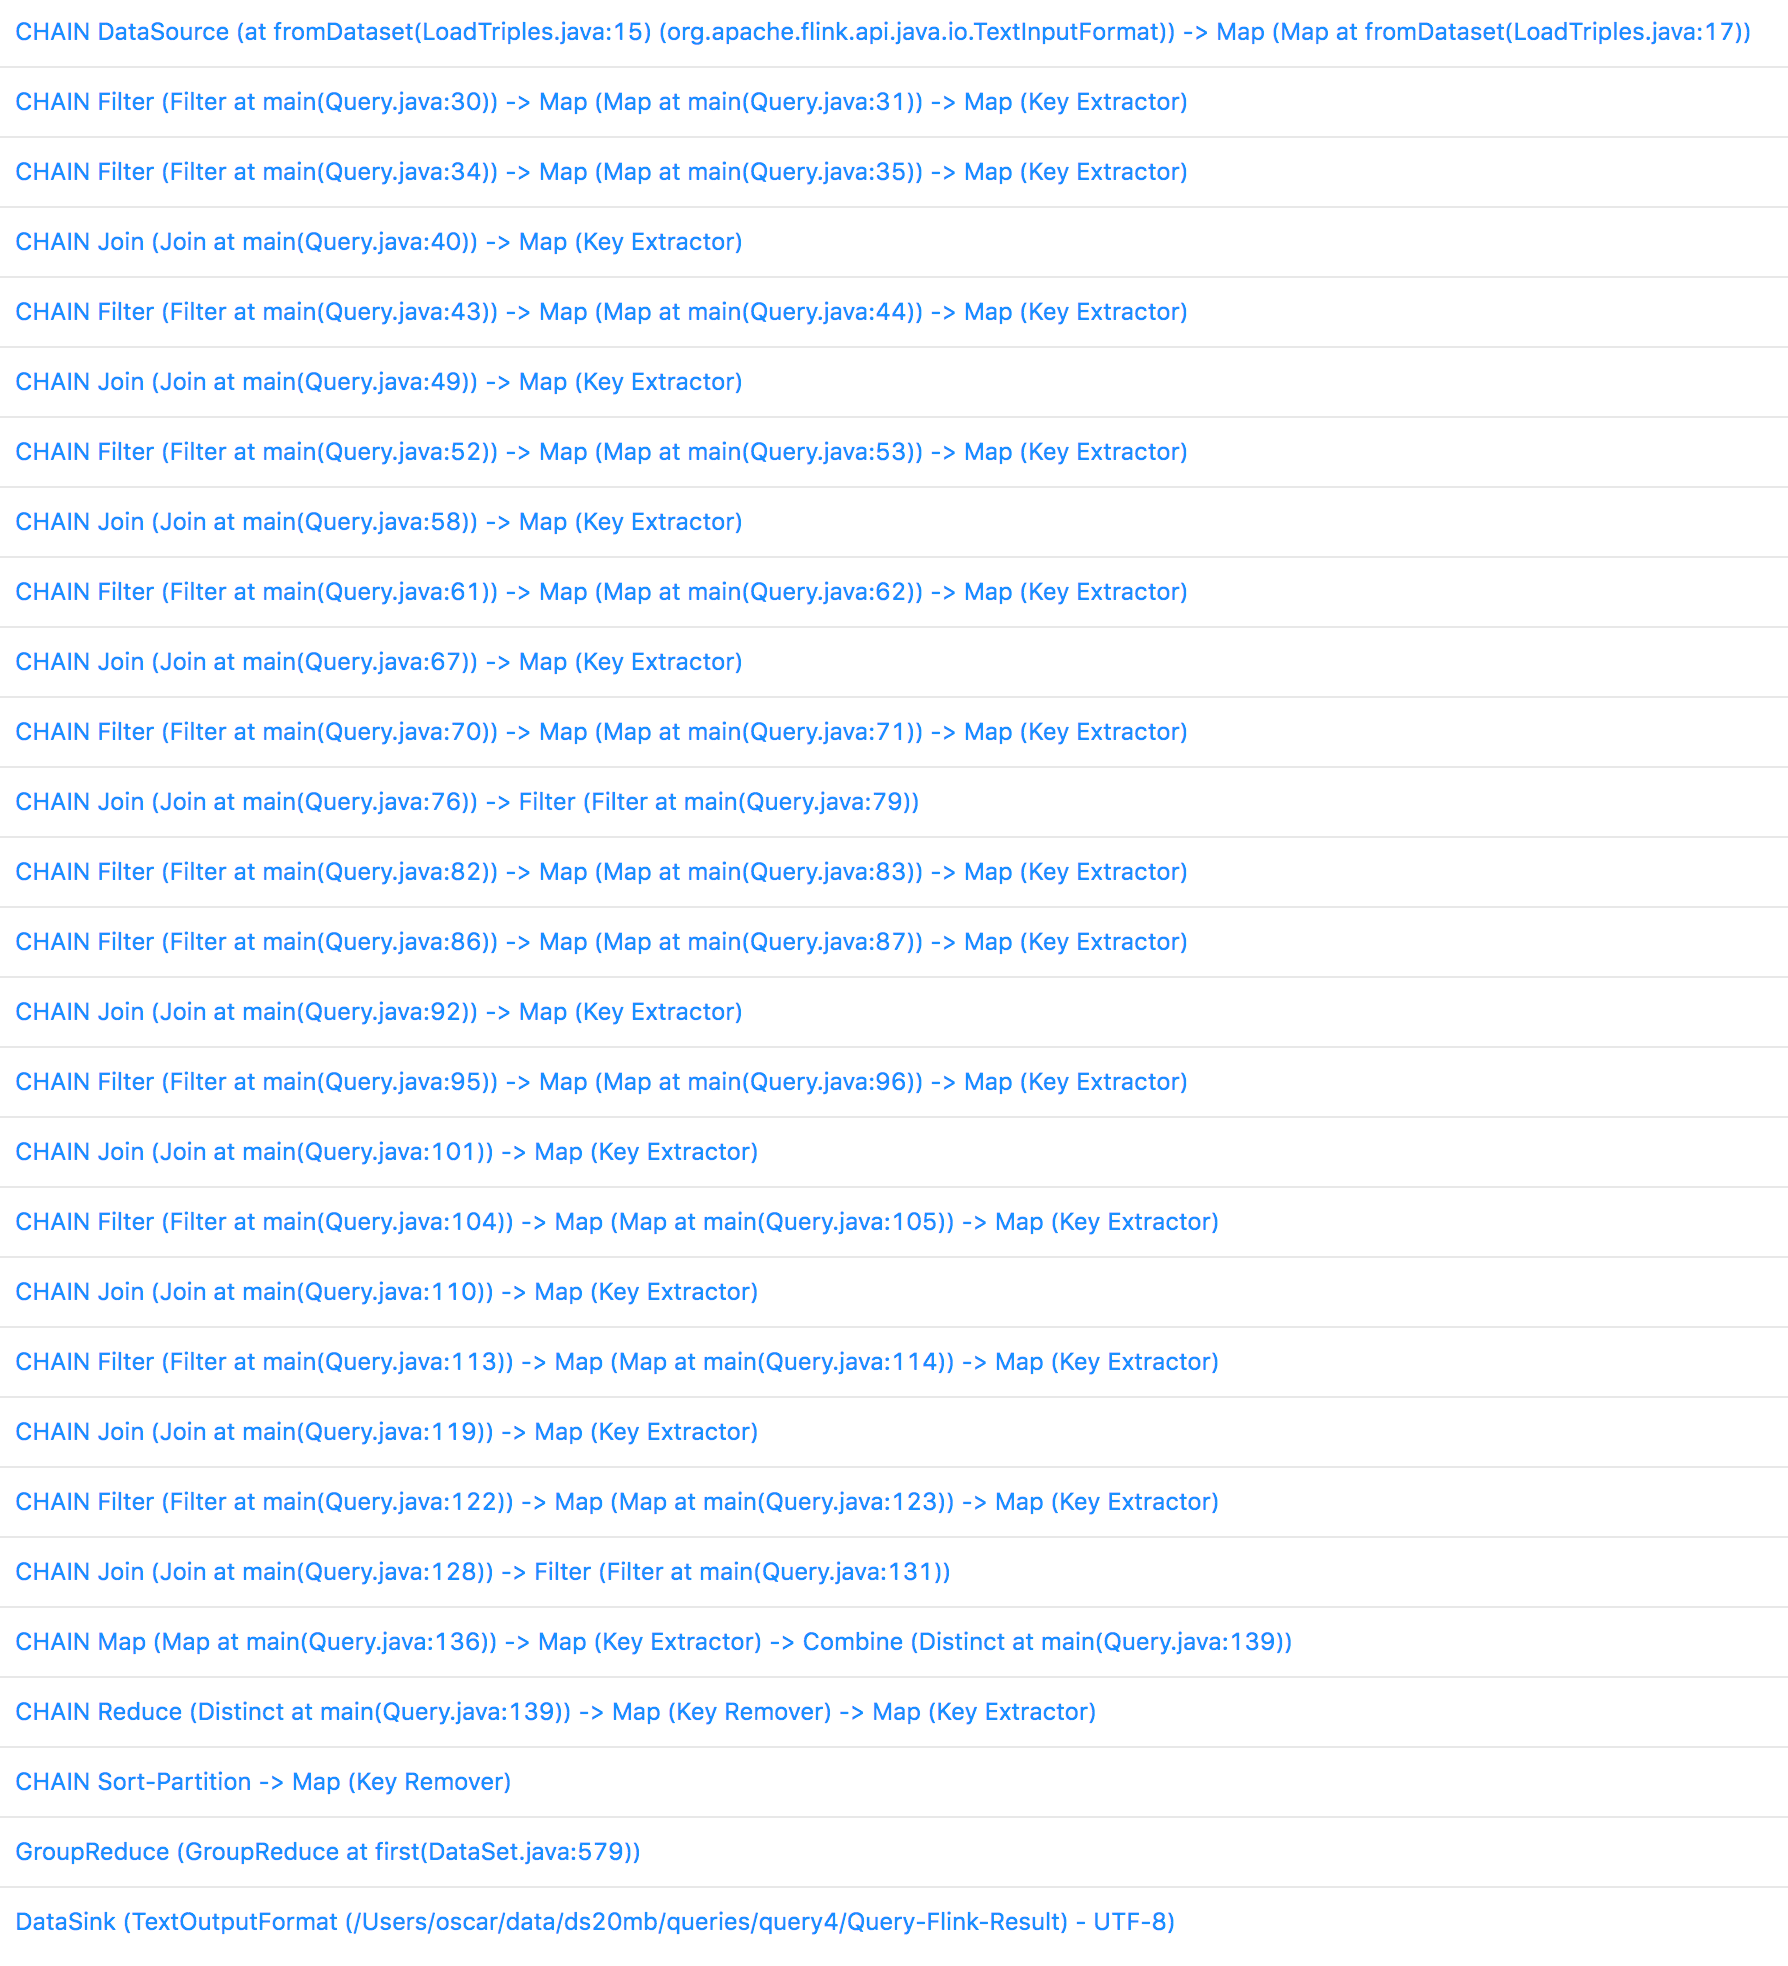 CHAIN DataSource (at fromDataset(LoadTriples.java:15) (org.apache.flink.api.java.io.TextInputFormat)) -> Map (Map at fromDataset(LoadTriples.java:17))
CHAIN Filter (Filter at main(Query.java:30)) -> Map (Map at main(Query.java:31)) -> Map (Key Extractor)
CHAIN Filter (Filter at main(Query.java:34)) -> Map (Map at main(Query.java:35)) -> Map (Key Extractor)
CHAIN Join (Join at main(Query.java:40)) -> Map (Key Extractor)
CHAIN Filter (Filter at main(Query.java:43)) -> Map (Map at main(Query.java:44)) -> Map (Key Extractor)
CHAIN Join (Join at main(Query.java:49)) -> Map (Key Extractor)
CHAIN Filter (Filter at main(Query.java:52)) -> Map (Map at main(Query.java:53)) -> Map (Key Extractor)
CHAIN Join (Join at main(Query.java:58)) -> Map (Key Extractor)
CHAIN Filter (Filter at main(Query.java:61)) -> Map (Map at main(Query.java:62)) -> Map (Key Extractor)
CHAIN Join (Join at main(Query.java:67)) -> Map (Key Extractor)
CHAIN Filter (Filter at main(Query.java:70)) -> Map (Map at main(Query.java:71)) -> Map (Key Extractor)
CHAIN Join (Join at main(Query.java:76)) -> Filter (Filter at main(Query.java:79))
CHAIN Filter (Filter at main(Query.java:82)) -> Map (Map at main(Query.java:83)) -> Map (Key Extractor)
CHAIN Filter (Filter at main(Query.java:86)) -> Map (Map at main(Query.java:87)) -> Map (Key Extractor)
CHAIN Join (Join at main(Query.java:92)) -> Map (Key Extractor)
CHAIN Filter (Filter at main(Query.java:95)) -> Map (Map at main(Query.java:96)) -> Map (Key Extractor)
CHAIN Join (Join at main(Query.java:101)) -> Map (Key Extractor)
CHAIN Filter (Filter at main(Query.java:104)) -> Map (Map at main(Query.java:105)) -> Map (Key Extractor)
CHAIN Join (Join at main(Query.java:110)) -> Map (Key Extractor)
CHAIN Filter (Filter at main(Query.java:113)) -> Map (Map at main(Query.java:114)) -> Map (Key Extractor)
CHAIN Join (Join at main(Query.java:119)) -> Map (Key Extractor)
CHAIN Filter (Filter at main(Query.java:122)) -> Map (Map at main(Query.java:123)) -> Map (Key Extractor)
CHAIN Join (Join at main(Query.java:128)) -> Filter (Filter at main(Query.java:131))
CHAIN Map (Map at main(Query.java:136)) -> Map (Key Extractor) -> Combine (Distinct at main(Query.java:139))
CHAIN Reduce (Distinct at main(Query.java:139)) -> Map (Key Remover) -> Map (Key Extractor)
CHAIN Sort-Partition -> Map (Key Remover)
GroupReduce (GroupReduce at first(DataSet.java:579))
DataSink (TextOutputFormat (/Users/oscar/data/ds20mb/queries/query4/Query-Flink-Result) - UTF-8)